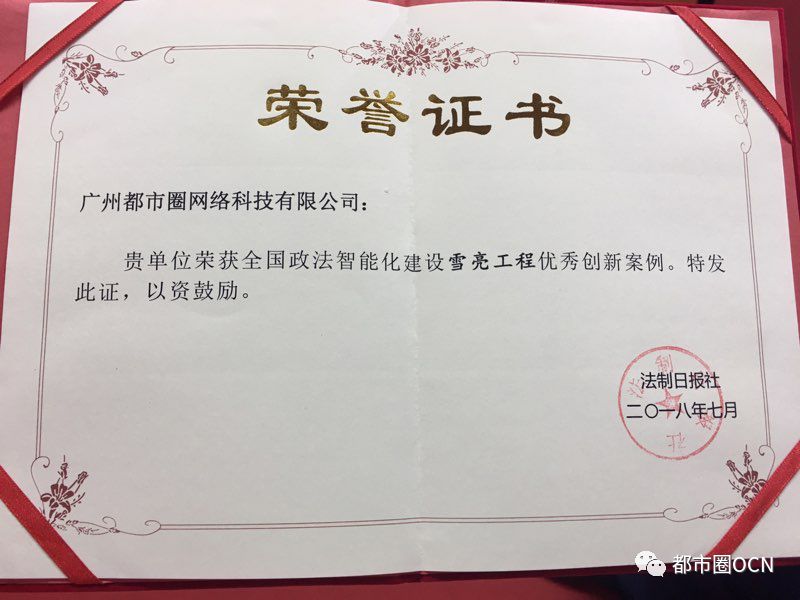 荣誉证书
广州都市圈网络科技有限公司：
贵单位荣获全国政法智能化建设雪亮工程优秀创新案例。特发
此证，以资鼓励。
法制日报社
二〇一八年七月
都市圈OCN